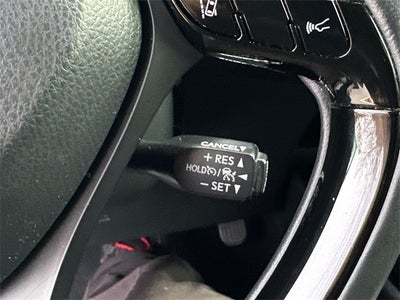 CANCEL▽
+ RES ▲
HOLD /
− SET ▼